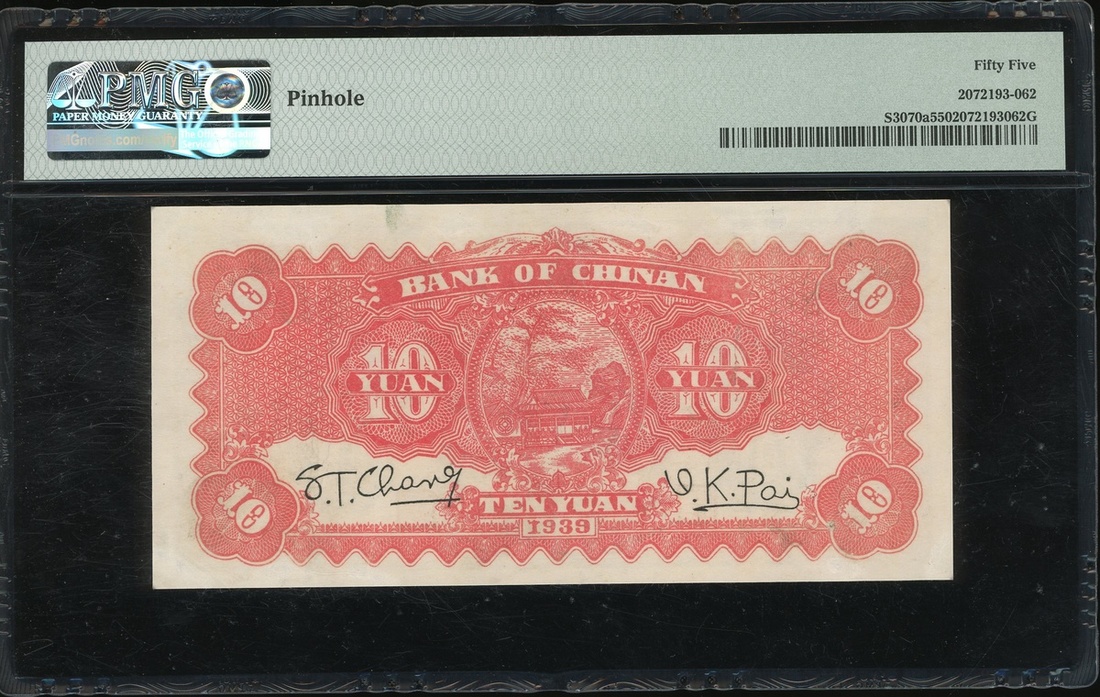 PMG
PAPER MONEY GUARANTY
Pinhole
Fifty Five
2072193-062
S3070a5502072193062G
BANK OF CHINAN
10
10
10
YUAN
10
YUAN
S.T.Chang
V.K.Pai
10
10
TEN YUAN
1939